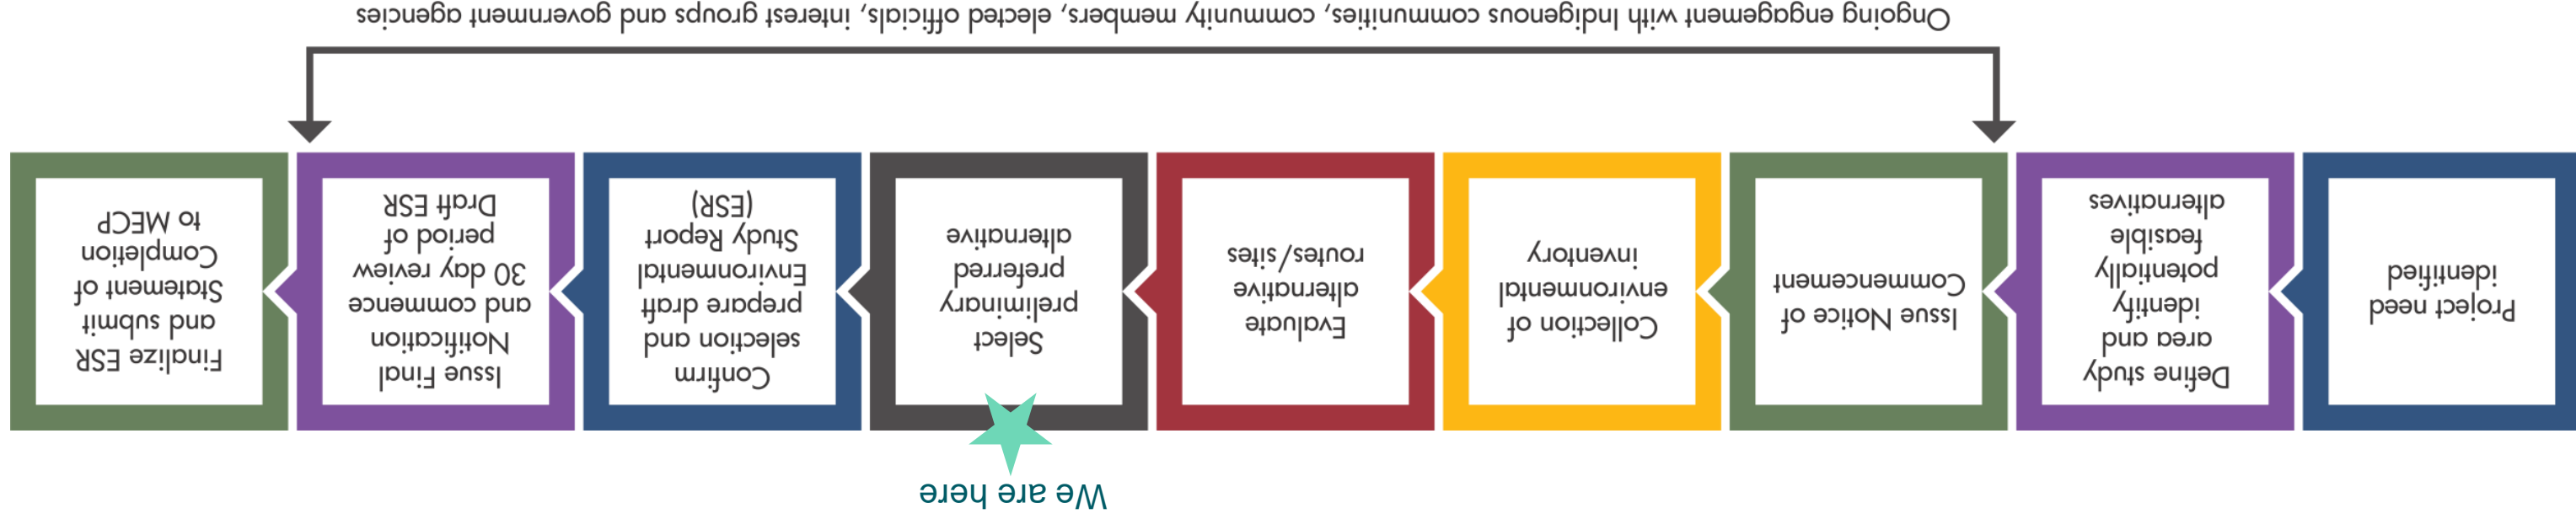 We are here
Project need
identified
Define study
area and
identify
potentially
feasible
alternatives
Issue Notice of
Commencement
Collection of
environmental
inventory
Evaluate
alternative
routes/sites
Select
preliminary
preferred
alternative
Confirm
selection and
prepare draft
Environmental
Study Report
(ESR)
Issue Final
Notification
and commence
30 day review
period of
Draft ESR
Finalize ESR
and submit
Statement of
Completion
to MECP
Ongoing engagement with Indigenous communities, community members, elected officials, interest groups and government agencies